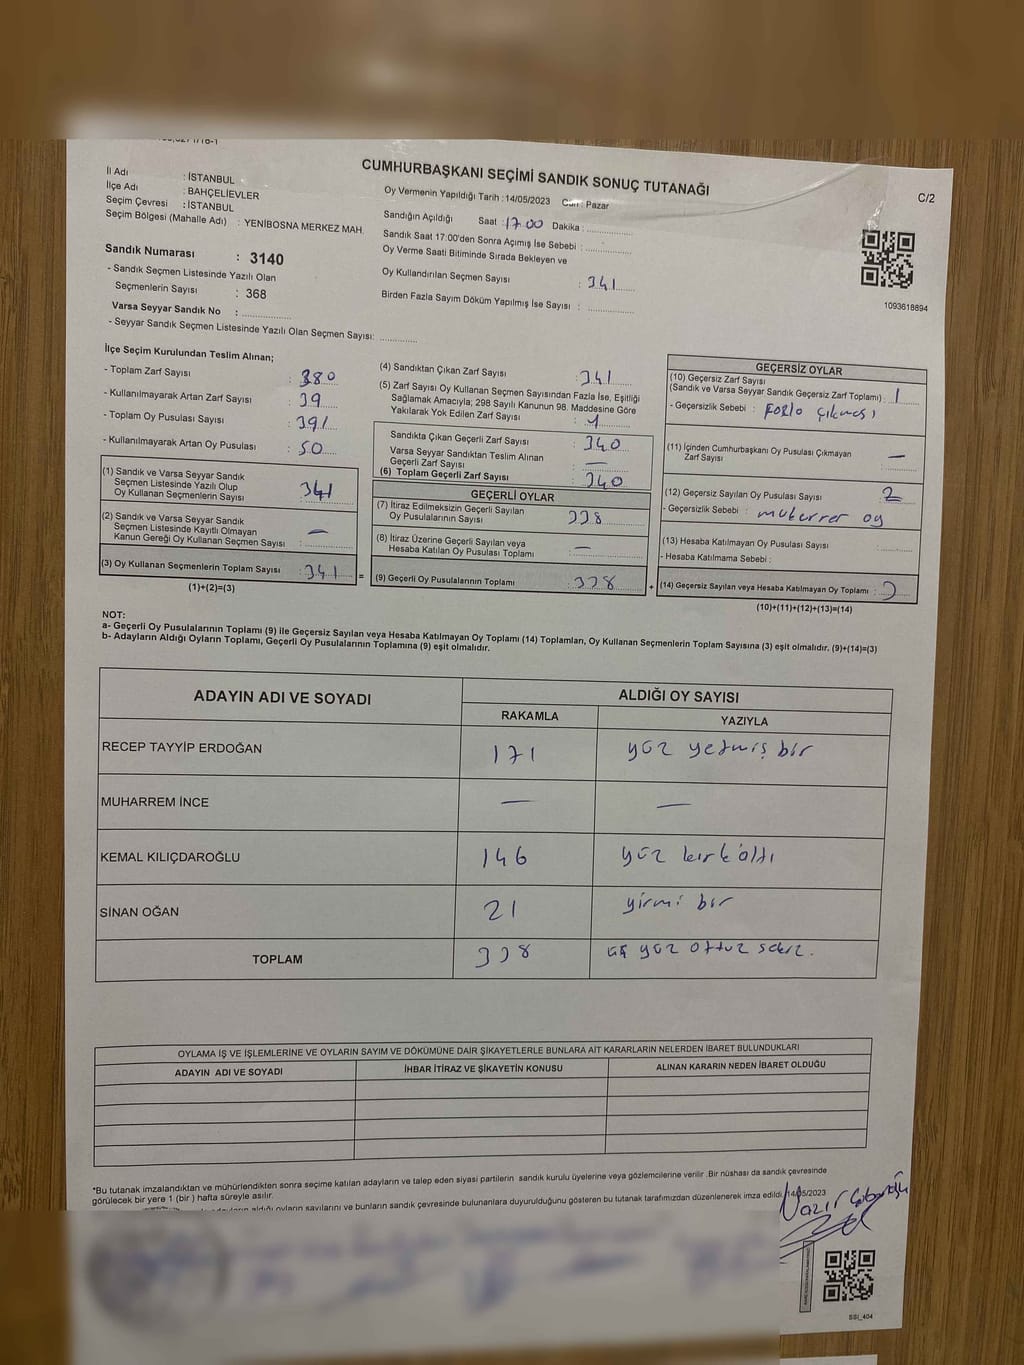 CUMHURBAŞKANI SEÇİMİ SANDIK SONUÇ TUTANAĞI
C/2
İl Adı : İSTANBUL
İlçe Adı : BAHÇELİEVLER
Seçim Çevresi : İSTANBUL
Seçim Bölgesi (Mahalle Adı) : YENİBOSNA MERKEZ MAH.
Sandık Numarası : 3140
- Sandık Seçmen Listesinde Yazılı Olan
Seçmenlerin Sayısı : 368
Varsa Seyyar Sandık No :
- Seyyar Sandık Seçmen Listesinde Yazılı Olan Seçmen Sayısı:
Oy Vermenin Yapıldığı Tarih : 14/05/2023 Gün : Pazar
Sandığın Açıldığı Saat : 17.00 Dakika :
Sandık Saat 17:00'den Sonra Açımış İse Sebebi :
Oy Verme Saati Bitiminde Sırada Bekleyen ve
Oy Kullandırılan Seçmen Sayısı : 341
Birden Fazla Sayım Döküm Yapılmış İse Sayısı :
1093618894
İlçe Seçim Kurulundan Teslim Alınan;
- Toplam Zarf Sayısı : 380
- Kullanılmayarak Artan Zarf Sayısı : 39
- Toplam Oy Pusulası Sayısı : 391
- Kullanılmayarak Artan Oy Pusulası : 50
(1) Sandık ve Varsa Seyyar Sandık
Seçmen Listesinde Yazılı Olup
Oy Kullanan Seçmenlerin Sayısı : 341
(2) Sandık ve Varsa Seyyar Sandık
Seçmen Listesinde Kayıtlı Olmayan
Kanun Gereği Oy Kullanan Seçmen Sayısı : —
(3) Oy Kullanan Seçmenlerin Toplam Sayısı : 341 =
(1)+(2)=(3)
(4) Sandıktan Çıkan Zarf Sayısı : 341
(5) Zarf Sayısı Oy Kullanan Seçmen Sayısından Fazla İse, Eşitliği
Sağlamak Amacıyla; 298 Sayılı Kanunun 98. Maddesine Göre
Yakılarak Yok Edilen Zarf Sayısı :
Sandıkta Çıkan Geçerli Zarf Sayısı : 340
Varsa Seyyar Sandıktan Teslim Alınan
Geçerli Zarf Sayısı : —
(6) Toplam Geçerli Zarf Sayısı : 340
GEÇERLİ OYLAR
(7) İtiraz Edilmeksizin Geçerli Sayılan
Oy Pusulalarının Sayısı : 338
(8) İtiraz Üzerine Geçerli Sayılan veya
Hesaba Katılan Oy Pusulası Toplamı : —
(9) Geçerli Oy Pusulalarının Toplamı : 338 +
GEÇERSİZ OYLAR
(10) Geçersiz Zarf Sayısı
(Sandık ve Varsa Seyyar Sandık Geçersiz Zarf Toplamı) : 1
- Geçersizlik Sebebi : Fazla çıkması
(11) İçinden Cumhurbaşkanı Oy Pusulası Çıkmayan
Zarf Sayısı : —
(12) Geçersiz Sayılan Oy Pusulası Sayısı : 2
- Geçersizlik Sebebi : mükerrer oy
(13) Hesaba Katılmayan Oy Pusulası Sayısı :
- Hesaba Katılmama Sebebi :
(14) Geçersiz Sayılan veya Hesaba Katılmayan Oy Toplamı : 3
(10)+(11)+(12)+(13)=(14)
NOT:
a- Geçerli Oy Pusulalarının Toplamı (9) ile Geçersiz Sayılan veya Hesaba Katılmayan Oy Toplamı (14) Toplamları, Oy Kullanan Seçmenlerin Toplam Sayısına (3) eşit olmalıdır. (9)+(14)=(3)
b- Adayların Aldığı Oyların Toplamı, Geçerli Oy Pusulalarının Toplamına (9) eşit olmalıdır.
ADAYIN ADI VE SOYADI ALDIĞI OY SAYISI
RAKAMLA YAZIYLA
RECEP TAYYİP ERDOĞAN 171 yüz yetmiş bir
MUHARREM İNCE — —
KEMAL KILIÇDAROĞLU 146 yüz kırk altı
SİNAN OĞAN 21 yirmi bir
TOPLAM 338 üç yüz otuz sekiz.
OYLAMA İŞ VE İŞLEMLERİNE VE OYLARIN SAYIM VE DÖKÜMÜNE DAİR ŞİKAYETLERLE BUNLARA AİT KARARLARIN NELERDEN İBARET BULUNDUKLARI
ADAYIN ADI VE SOYADI İHBAR İTİRAZ VE ŞİKAYETİN KONUSU ALINAN KARARIN NEDEN İBARET OLDUĞU
*Bu tutanak imzalandıktan ve mühürlendikten sonra seçime katılan adayların ve talep eden siyasi partilerin sandık kurulu üyelerine veya gözlemcilerine verilir .Bir nüshası da sandık çevresinde
görülecek bir yere 1 (bir ) hafta süreyle asılır.
aldığı oyların sayılarını ve bunların sandık çevresinde bulunanlara duyurulduğunu gösteren bu tutanak tarafımızdan düzenlenerek imza edildi. 14/05/2023
SSI_404